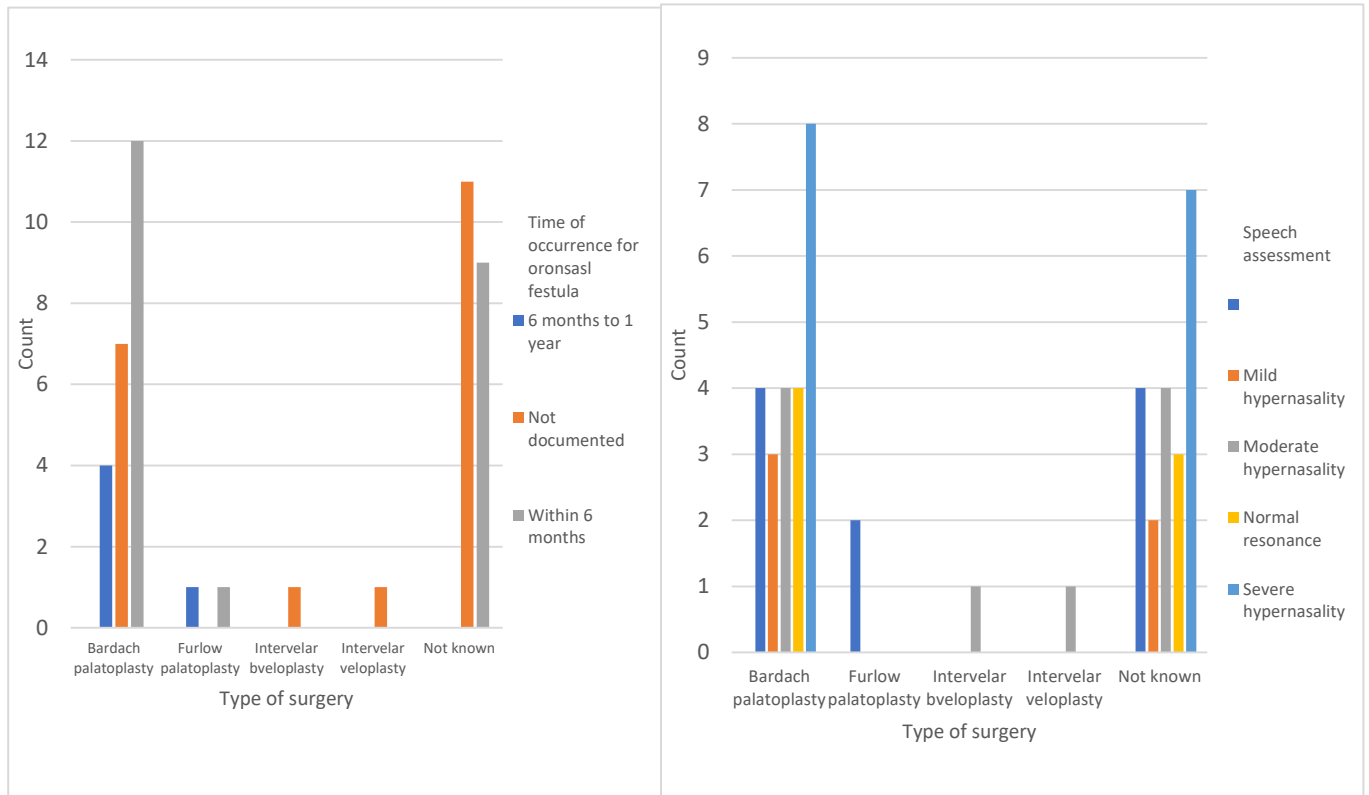 14
12
10
8
6
4
2
0
Count
Bardach
palatoplasty
Furlow
palatoplasty
Intervelar
bveloplasty
Intervelar
veloplasty
Not known
Type of surgery
Time of
occurrence for
oronsasl
festula
6 months to 1
year
Not
documented
Within 6
months
9
8
7
6
5
4
3
2
1
0
Count
Bardach
palatoplasty
Furlow
palatoplasty
Intervelar
bveloplasty
Intervelar
veloplasty
Not known
Type of surgery
Speech
assessment
Mild
hypernasality
Moderate
hypernasality
Normal
resonance
Severe
hypernasality